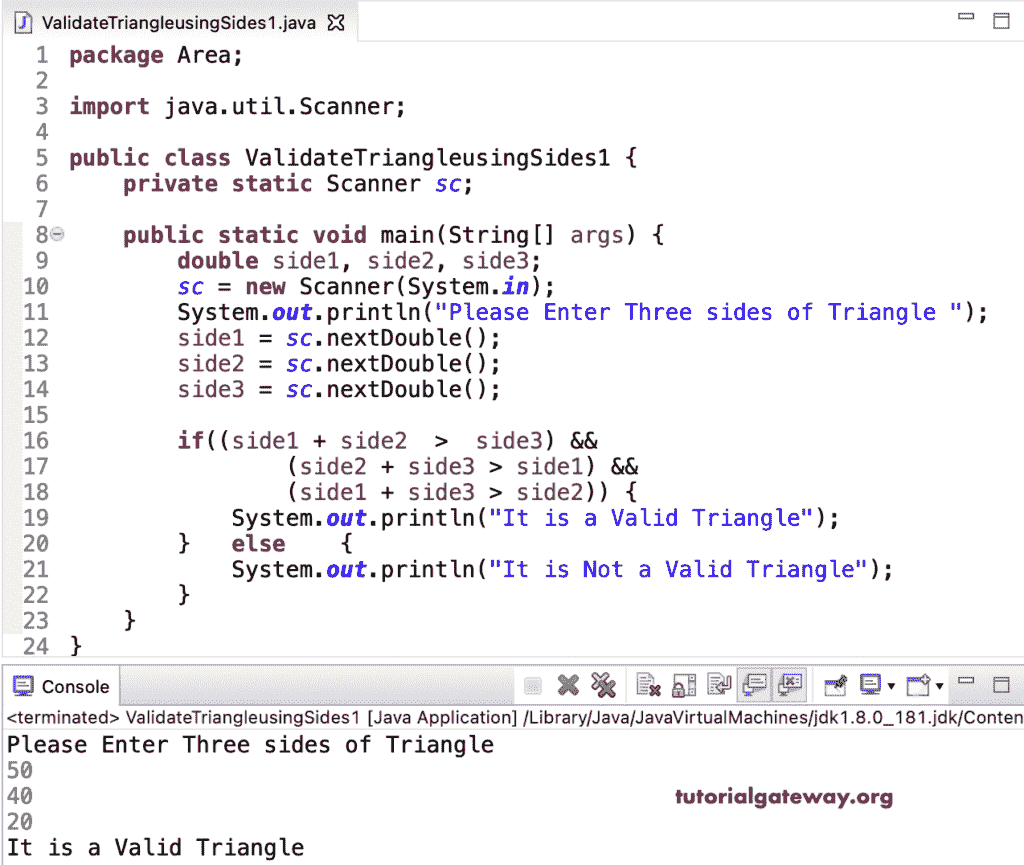 ValidateTriangleusingSides1.java
1 package Area;
2
3 import java.util.Scanner;
4
5 public class ValidateTriangleusingSides1 {
6     private static Scanner sc;
7
8     public static void main(String[] args) {
9         double side1, side2, side3;
10         sc = new Scanner(System.in);
11         System.out.println("Please Enter Three sides of Triangle ");
12         side1 = sc.nextDouble();
13         side2 = sc.nextDouble();
14         side3 = sc.nextDouble();
15
16         if((side1 + side2  >  side3) &&
17                 (side2 + side3 > side1) &&
18                 (side1 + side3 > side2)) {
19             System.out.println("It is a Valid Triangle");
20         }   else    {
21             System.out.println("It is Not a Valid Triangle");
22         }
23     }
24 }
Console
<terminated> ValidateTriangleusingSides1 [Java Application] /Library/Java/JavaVirtualMachines/jdk1.8.0_181.jdk/Conten
Please Enter Three sides of Triangle
50
40
tutorialgateway.org
20
It is a Valid Triangle